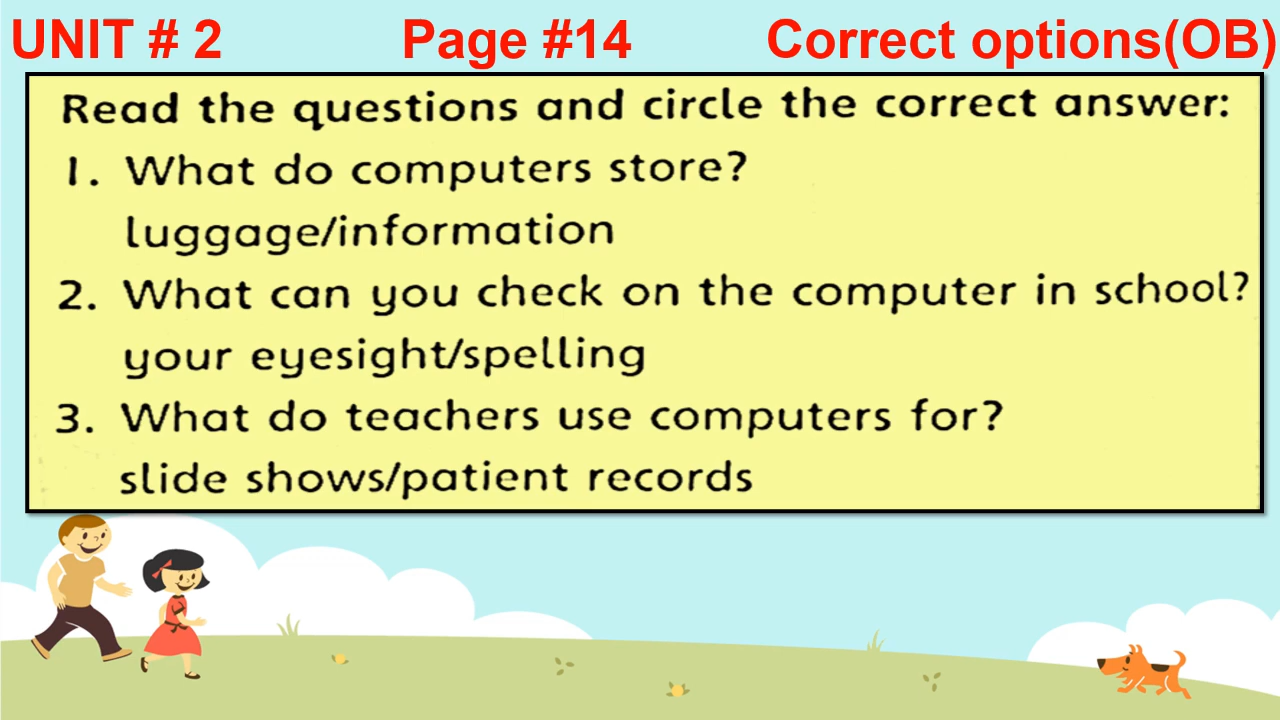 UNIT # 2 Page #14 Correct options(OB)
Read the questions and circle the correct answer:
1. What do computers store?
luggage/information
2. What can you check on the computer in school?
your eyesight/spelling
3. What do teachers use computers for?
slide shows/patient records